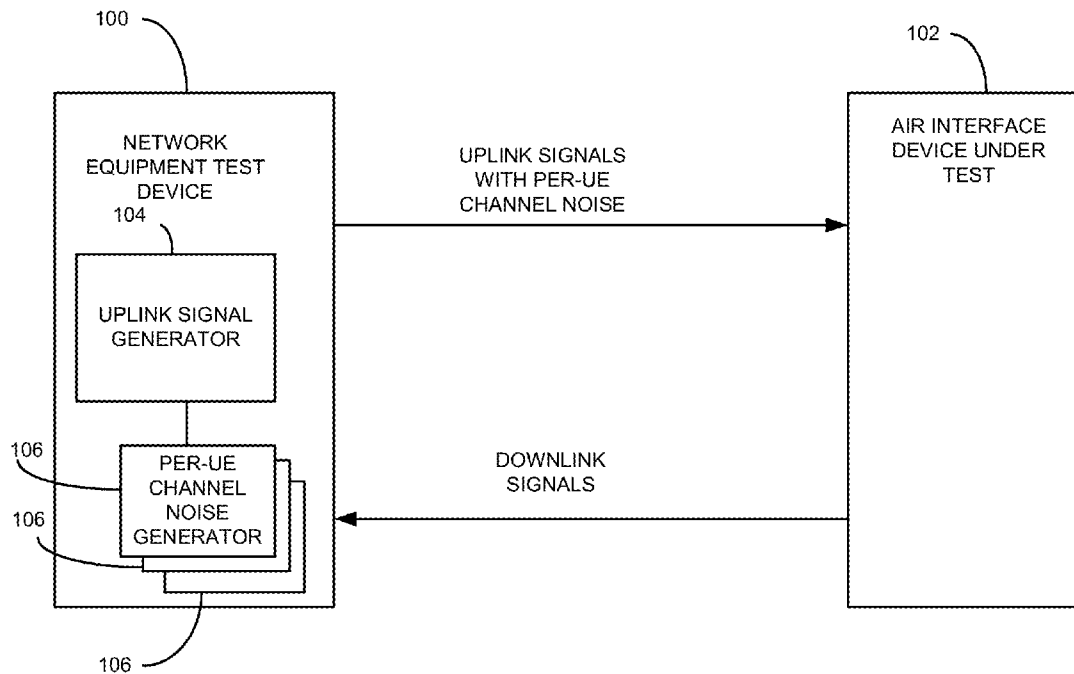 100
102
NETWORK
EQUIPMENT TEST
DEVICE
UPLINK SIGNALS
WITH PER-UE
CHANNEL NOISE
AIR INTERFACE
DEVICE UNDER
TEST
104
UPLINK SIGNAL
GENERATOR
106
PER-UE
CHANNEL
NOISE
GENERATOR
DOWNLINK
SIGNALS
106
106